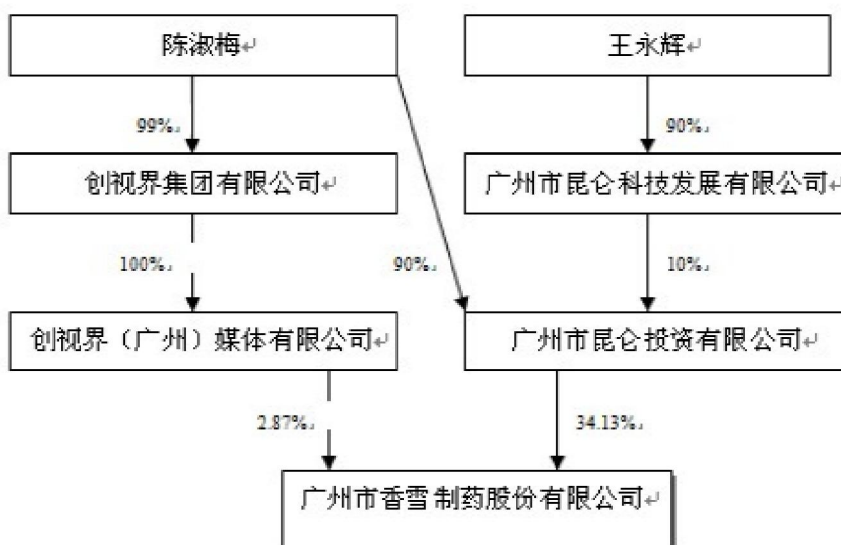 陈淑梅
王永辉
99%
90%
创视界集团有限公司
广州市昆仑科技发展有限公司
100%
90%
10%
创视界（广州）媒体有限公司
广州市昆仑投资有限公司
2.87%
34.13%
广州市香雪制药股份有限公司